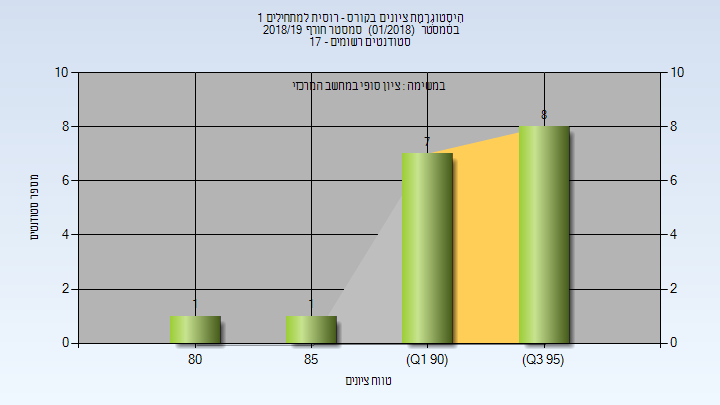 היסטוגרמת ציונים בקורס - רוסית למתחילים 1
בסמסטר (01/2018) סמסטר חורף 2018/19
סטודנטים רשומים - 17
במשימה : ציון סופי במחשב המרכזי
10 10
8 8
6 6
4 4
2 2
0 0
1 1 7 8
מספר סטודנטים
80 85 (Q1 90) (Q3 95)
טווח ציונים